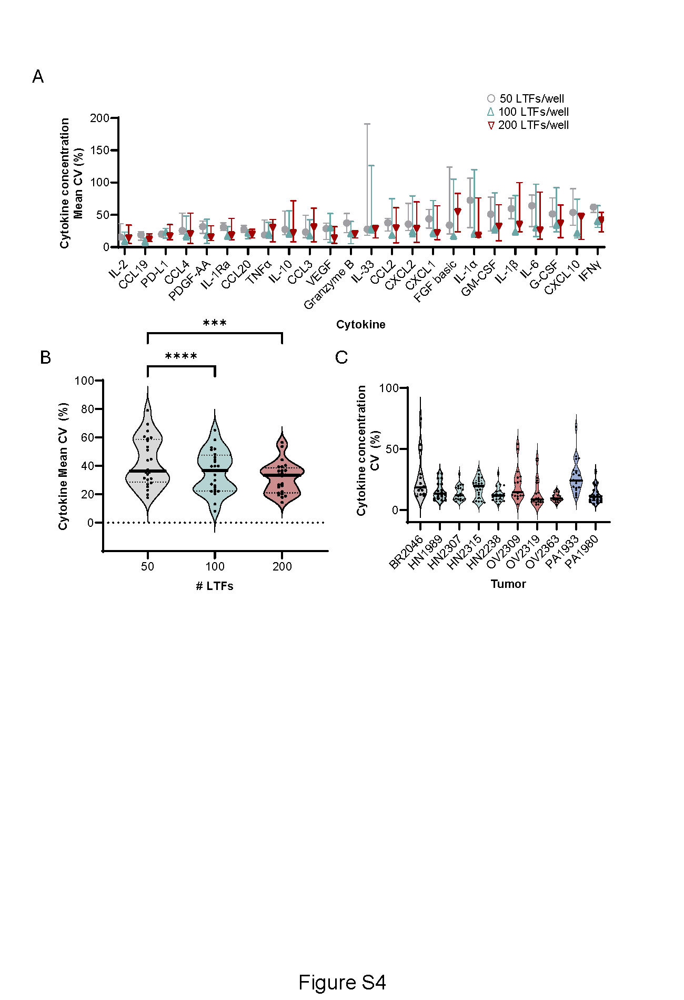 A
50 LTFs/well
100 LTFs/well
200 LTFs/well
Cytokine concentration
Mean CV (%)
200
150
100
50
0
IL-2
CCL19
PD-L1
CCL4
PDGF-AA
IL-1Ra
CCL20
TNFα
IL-10
CCL3
VEGF
Granzyme B
IL-33
CCL2
CXCL2
CXCL1
FGF basic
IL-1α
GM-CSF
IL-1β
IL-6
G-CSF
CXCL10
IFNγ
Cytokine
B
***
****
Cytokine Mean CV (%)
100
80
60
40
20
0
50
100
200
# LTFs
C
Cytokine concentration
CV (%)
100
50
0
BR2046
HN1989
HN2307
HN2315
HN2238
OV2309
OV2319
OV2363
PA1933
PA1980
Tumor
Figure S4